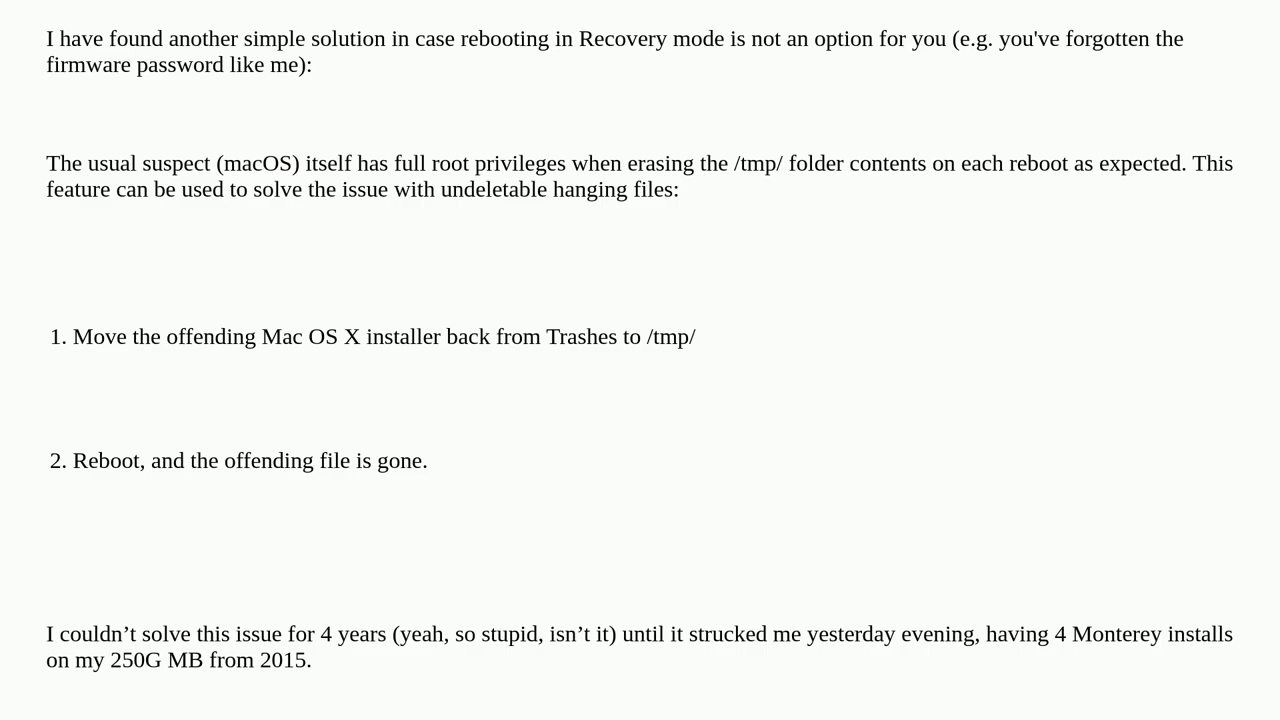 I have found another simple solution in case rebooting in Recovery mode is not an option for you (e.g. you've forgotten the
firmware password like me):
The usual suspect (macOS) itself has full root privileges when erasing the /tmp/ folder contents on each reboot as expected. This
feature can be used to solve the issue with undeletable hanging files:
1. Move the offending Mac OS X installer back from Trashes to /tmp/
2. Reboot, and the offending file is gone.
I couldn’t solve this issue for 4 years (yeah, so stupid, isn’t it) until it strucked me yesterday evening, having 4 Monterey installs
on my 250G MB from 2015.